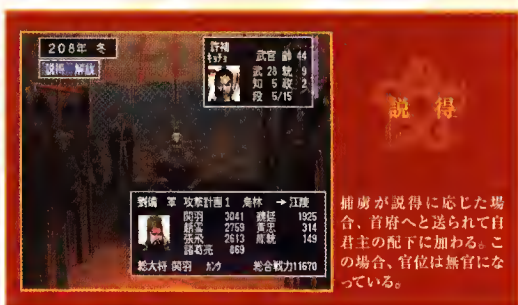 208年 冬
説得 解放
許褚
キョチョ
武官 齢 44
武 28 統 9
知 5 政 2
段 5/15
説 得
軍 攻撃計画1 烏林 →江陵
関羽 3041 魏延 1925
趙雲 2759 黄忠 314
張飛 2613 龐統 149
諸葛亮 869
総大将 関羽 カンウ 総合戦力11670
捕虜が説得に応じた場
合、首府へと送られて自
君主の配下に加わる。こ
の場合、官位は無官にな
っている。